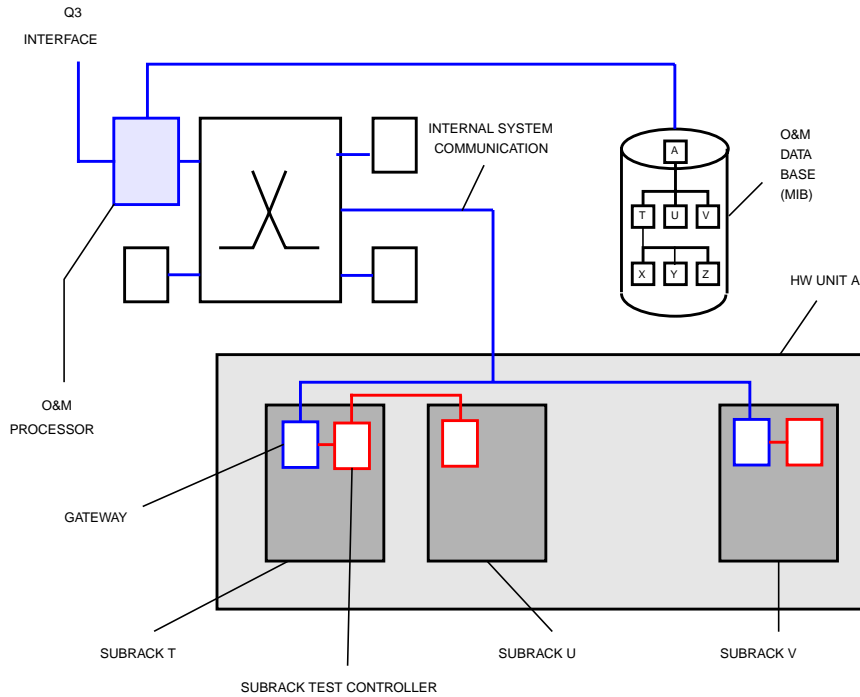 Q3
INTERFACE
INTERNAL SYSTEM
COMMUNICATION
O&M
DATA
BASE
(MIB)
A
T U V
X Y Z
HW UNIT A
O&M
PROCESSOR
GATEWAY
SUBRACK T
SUBRACK U
SUBRACK V
SUBRACK TEST CONTROLLER